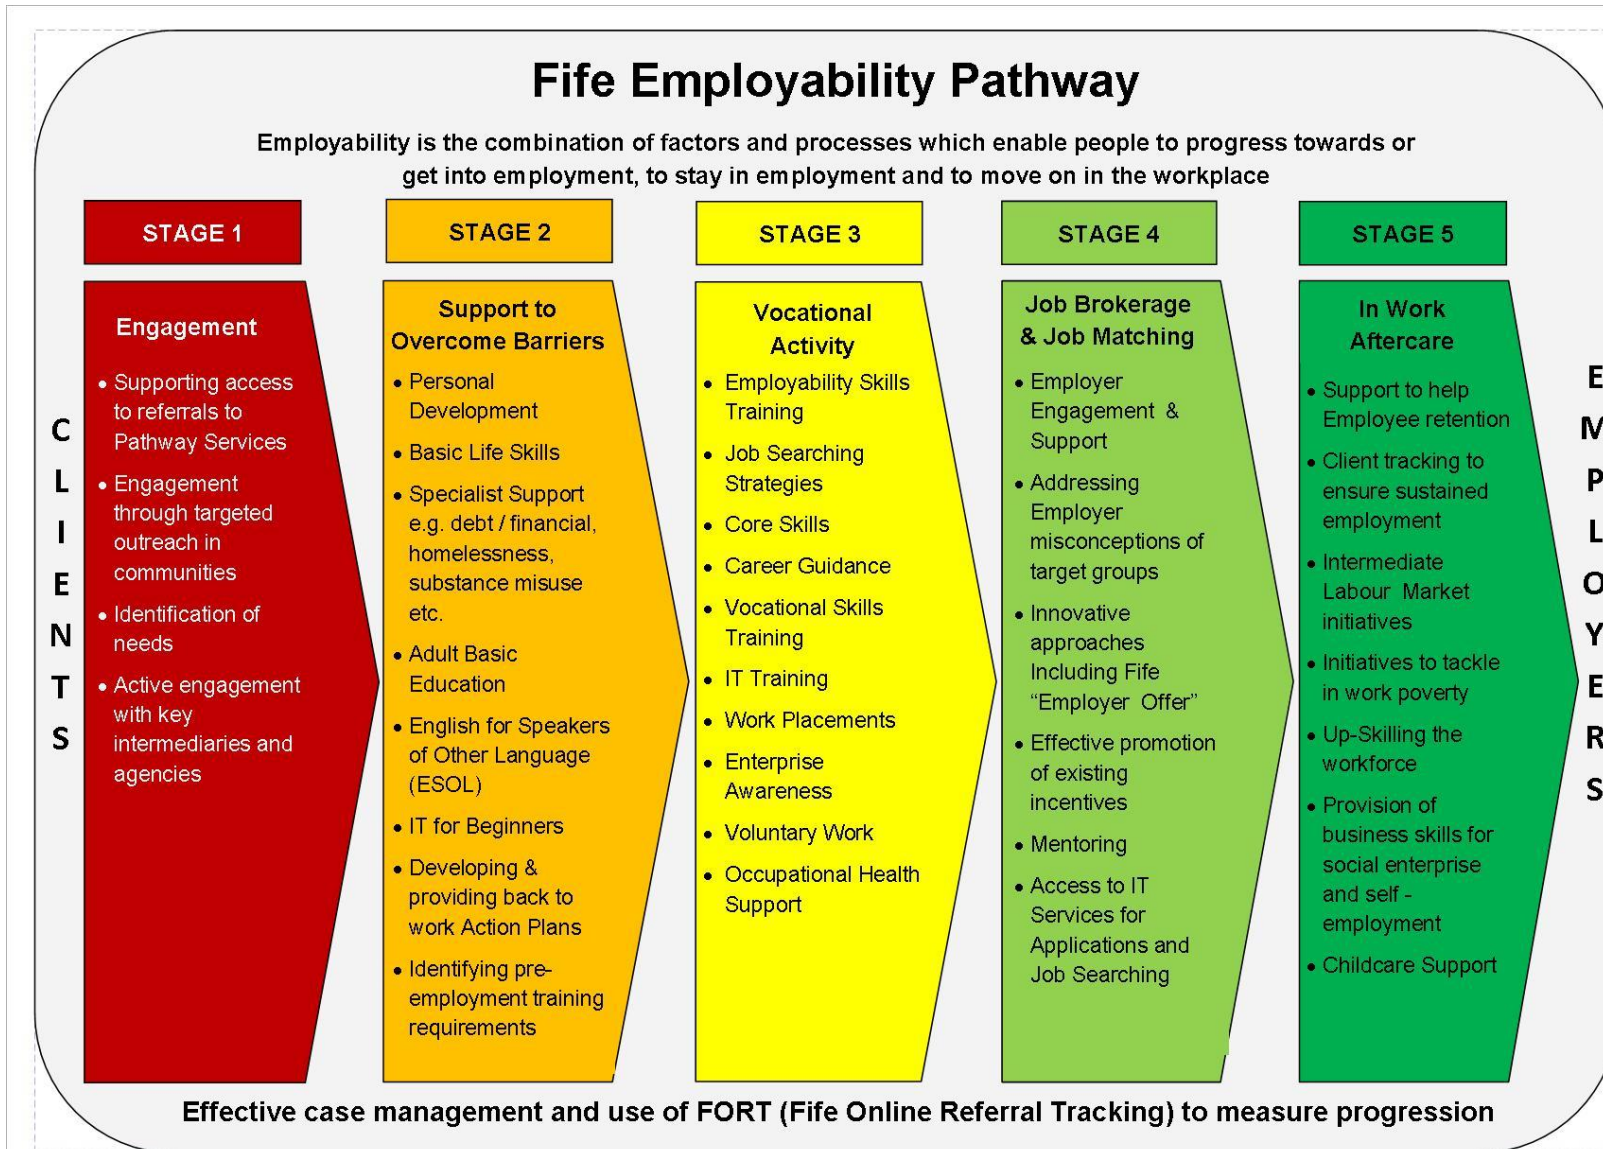 Fife Employability Pathway
Employability is the combination of factors and processes which enable people to progress towards or
get into employment, to stay in employment and to move on in the workplace
CLIENTS
STAGE 1
Engagement
• Supporting access
to referrals to
Pathway Services
• Engagement
through targeted
outreach in
communities
• Identification of
needs
• Active engagement
with key
intermediaries and
agencies
STAGE 2
Support to
Overcome Barriers
• Personal
Development
• Basic Life Skills
• Specialist Support
e.g. debt / financial,
homelessness,
substance misuse
etc.
• Adult Basic
Education
• English for Speakers
of Other Language
(ESOL)
• IT for Beginners
• Developing &
providing back to
work Action Plans
• Identifying pre-
employment training
requirements
STAGE 3
Vocational
Activity
• Employability Skills
Training
• Job Searching
Strategies
• Core Skills
• Career Guidance
• Vocational Skills
Training
• IT Training
• Work Placements
• Enterprise
Awareness
• Voluntary Work
• Occupational Health
Support
STAGE 4
Job Brokerage
& Job Matching
• Employer
Engagement &
Support
• Addressing
Employer
misconceptions of
target groups
• Innovative
approaches
Including Fife
“Employer Offer”
• Effective promotion
of existing
incentives
• Mentoring
• Access to IT
Services for
Applications and
Job Searching
STAGE 5
In Work
Aftercare
• Support to help
Employee retention
• Client tracking to
ensure sustained
employment
• Intermediate
Labour Market
initiatives
• Initiatives to tackle
in work poverty
• Up-Skilling the
workforce
• Provision of
business skills for
social enterprise
and self -
employment
• Childcare Support
EMPLOYERS
Effective case management and use of FORT (Fife Online Referral Tracking) to measure progression